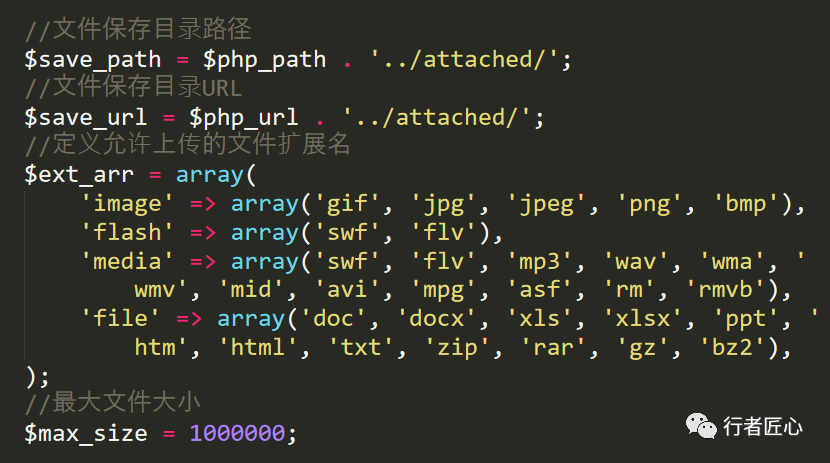 //文件保存目录路径
$save_path = $php_path . '../attached/';
//文件保存目录URL
$save_url = $php_url . '../attached/';
//定义允许上传的文件扩展名
$ext_arr = array(
'image' => array('gif', 'jpg', 'jpeg', 'png', 'bmp'),
'flash' => array('swf', 'flv'),
'media' => array('swf', 'flv', 'mp3', 'wav', 'wma', '
wmv', 'mid', 'avi', 'mpg', 'asf', 'rm', 'rmvb'),
'file' => array('doc', 'docx', 'xls', 'xlsx', 'ppt', '
htm', 'html', 'txt', 'zip', 'rar', 'gz', 'bz2'),
);
//最大文件大小
$max_size = 1000000;
行者匠心